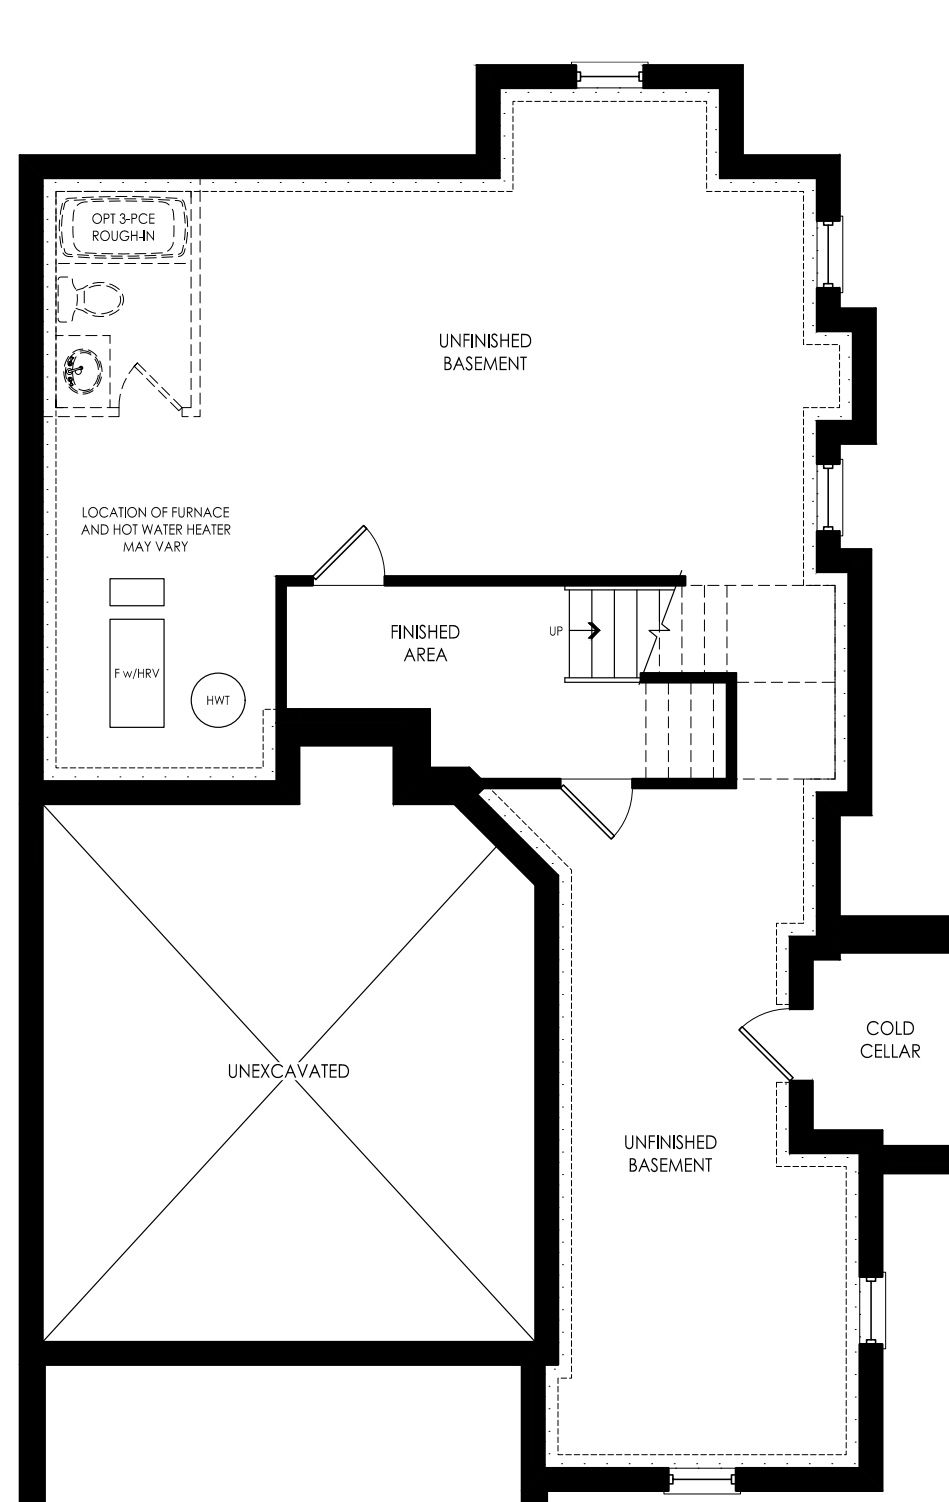 OPT 3-PCE
ROUGH-IN
UNFINISHED
BASEMENT
LOCATION OF FURNACE
AND HOT WATER HEATER
MAY VARY
FINISHED
AREA
UP
F w/HRV
HWT
COLD
CELLAR
UNEXCAVATED
UNFINISHED
BASEMENT